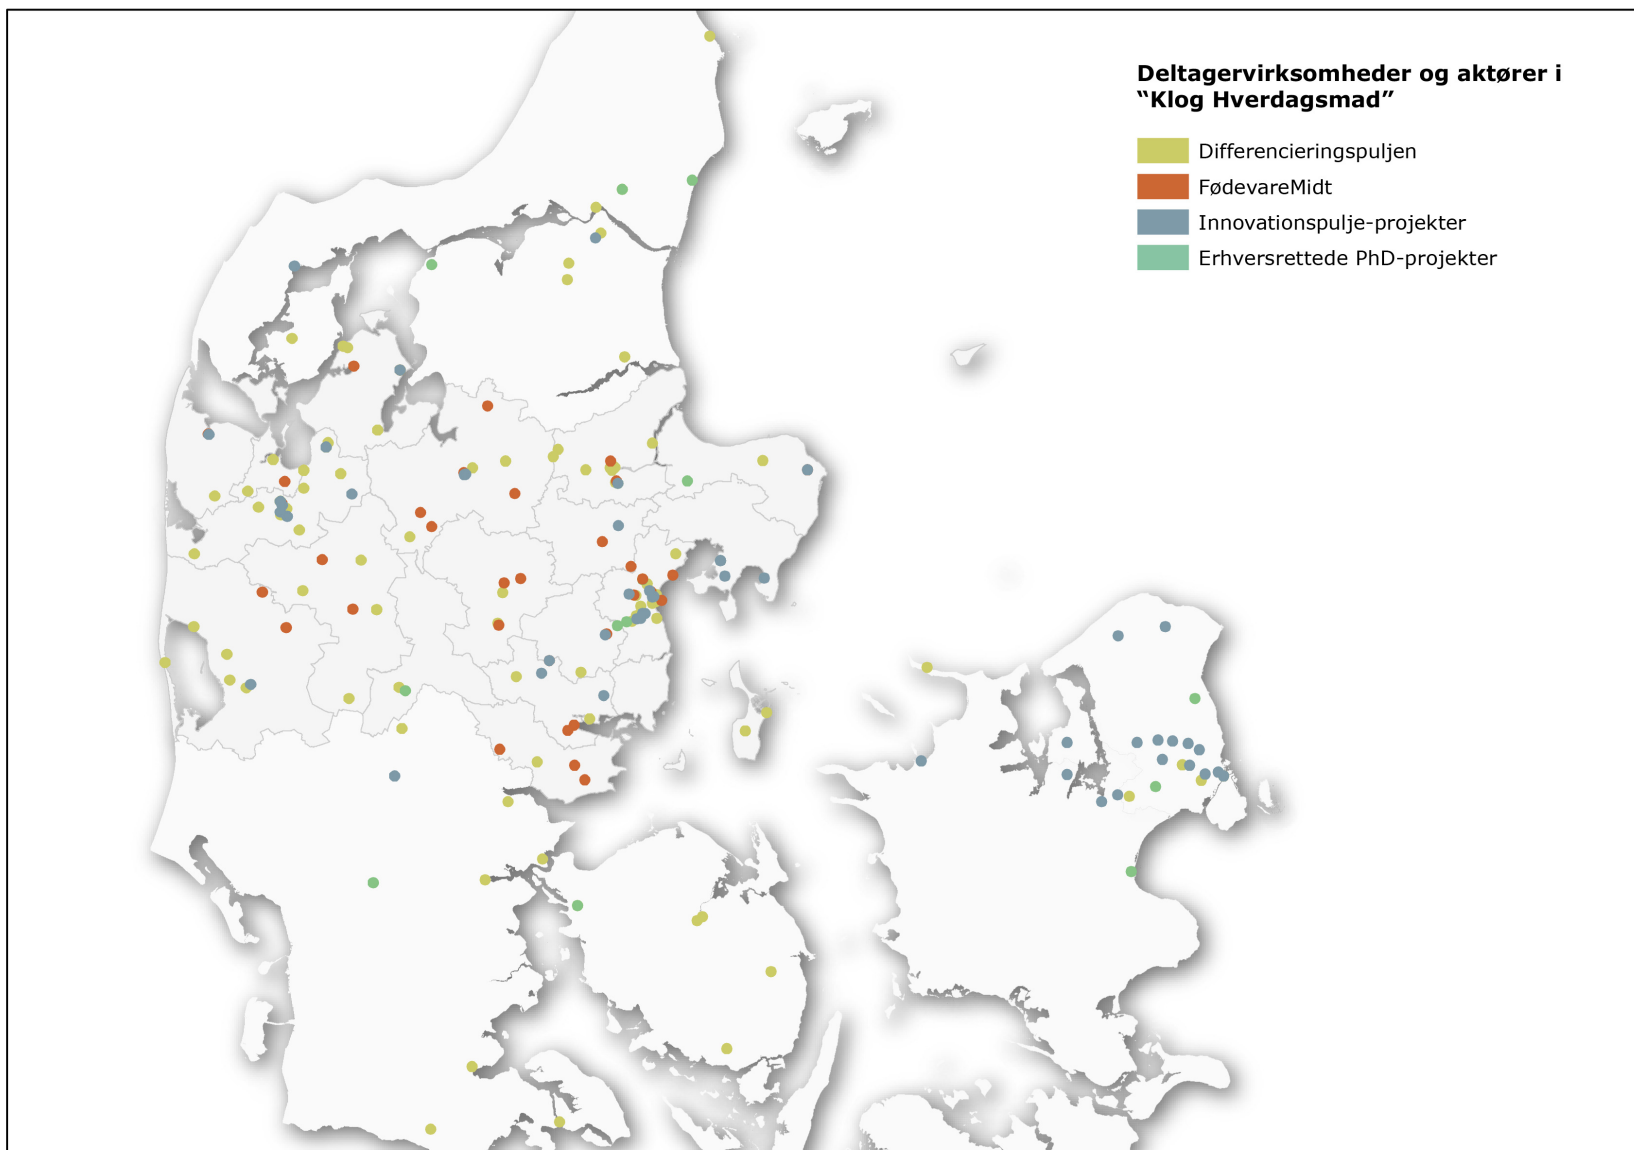 Deltagervirksomheder og aktører i
“Klog Hverdagsmad”
Differencieringspuljen
FødevareMidt
Innovationspulje-projekter
Erhversrettede PhD-projekter